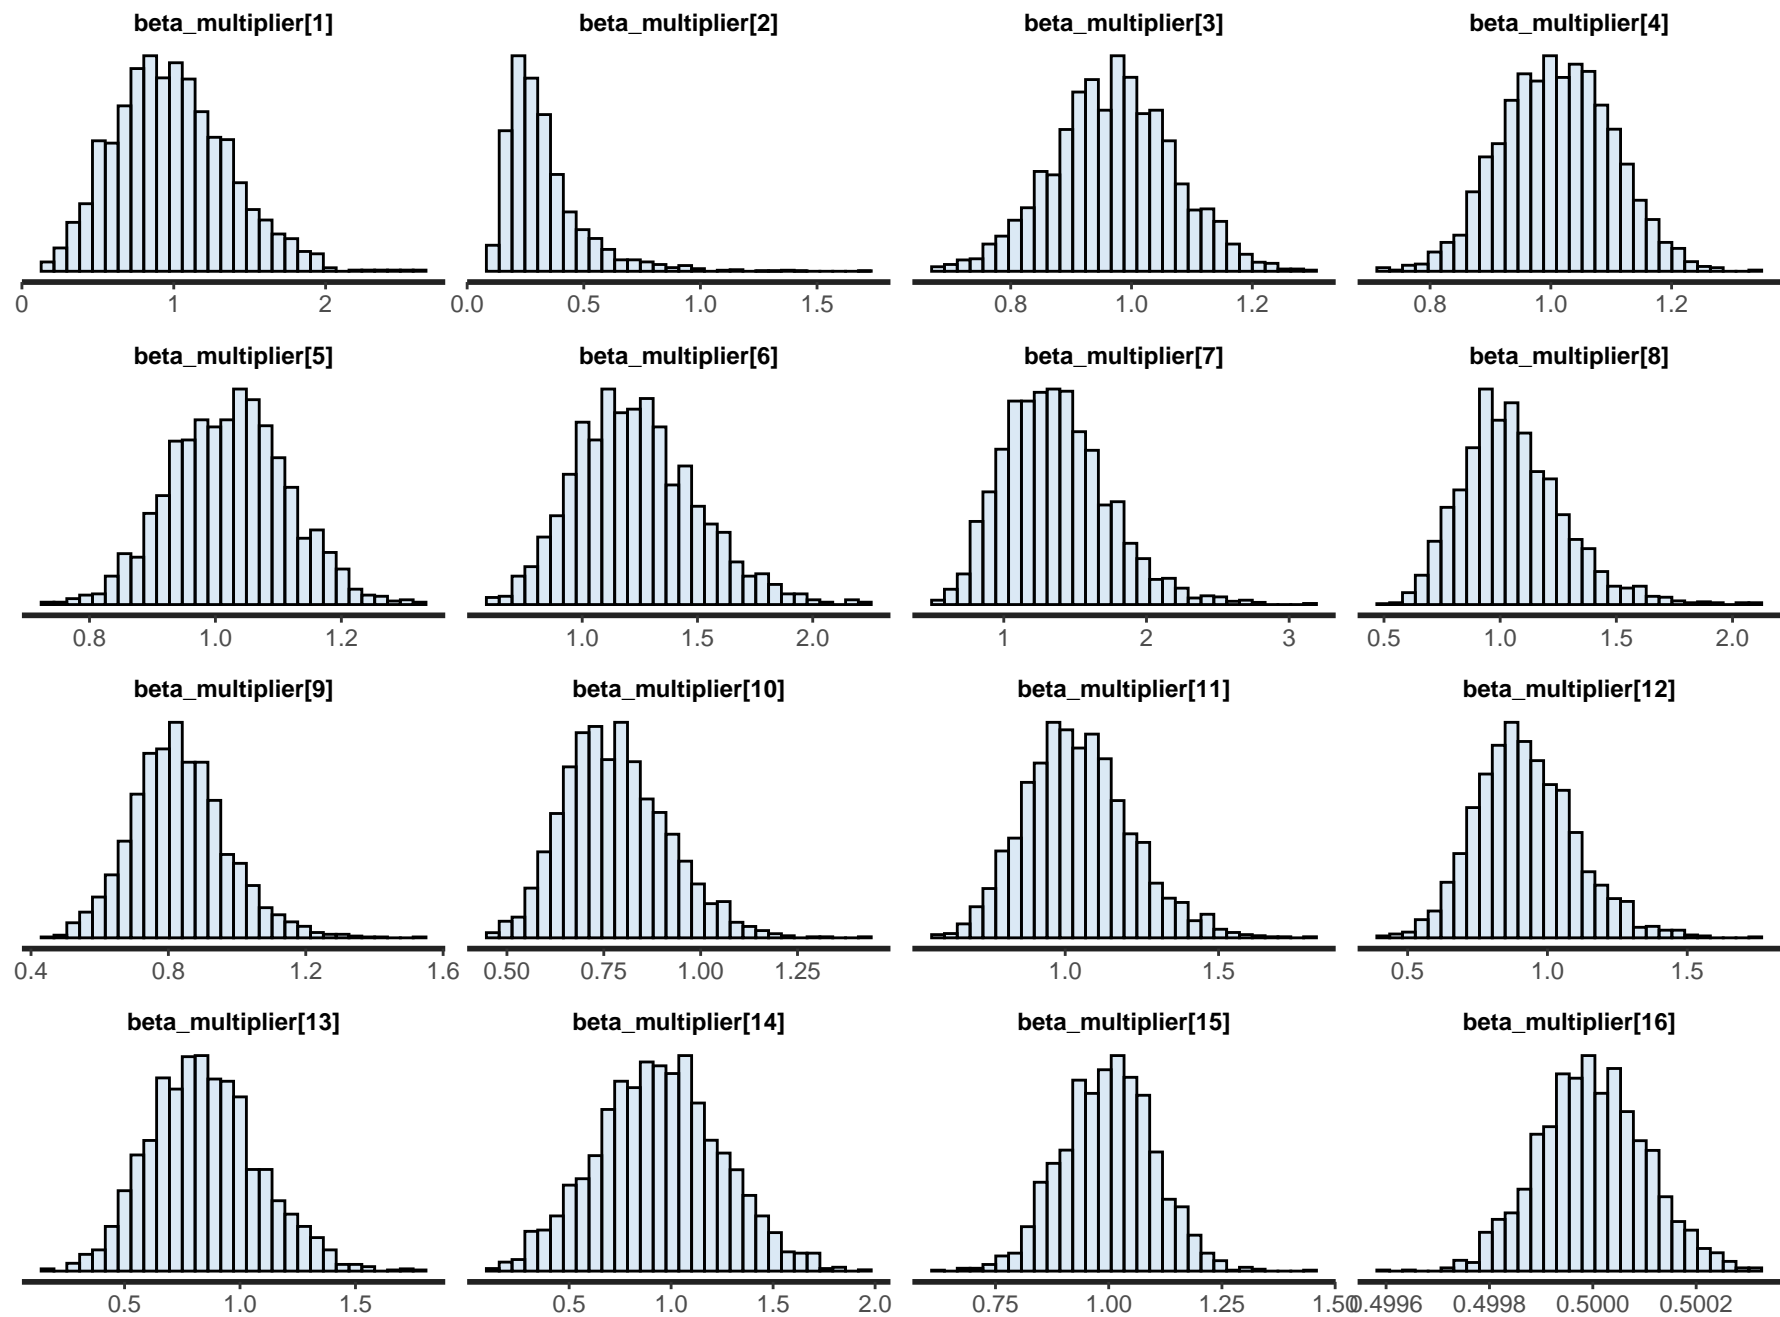 beta_multiplier[1] beta_multiplier[2] beta_multiplier[3] beta_multiplier[4]
0 1 2 0.0 0.5 1.0 1.5 0.8 1.0 1.2 0.8 1.0 1.2
beta_multiplier[5] beta_multiplier[6] beta_multiplier[7] beta_multiplier[8]
0.8 1.0 1.2 1.0 1.5 2.0 1 2 3 0.5 1.0 1.5 2.0
beta_multiplier[9] beta_multiplier[10] beta_multiplier[11] beta_multiplier[12]
0.4 0.8 1.2 1.6 0.50 0.75 1.00 1.25 1.0 1.5 0.5 1.0 1.5
beta_multiplier[13] beta_multiplier[14] beta_multiplier[15] beta_multiplier[16]
0.5 1.0 1.5 0.5 1.0 1.5 2.0 0.75 1.00 1.25 1.50 0.4996 0.4998 0.5000 0.5002